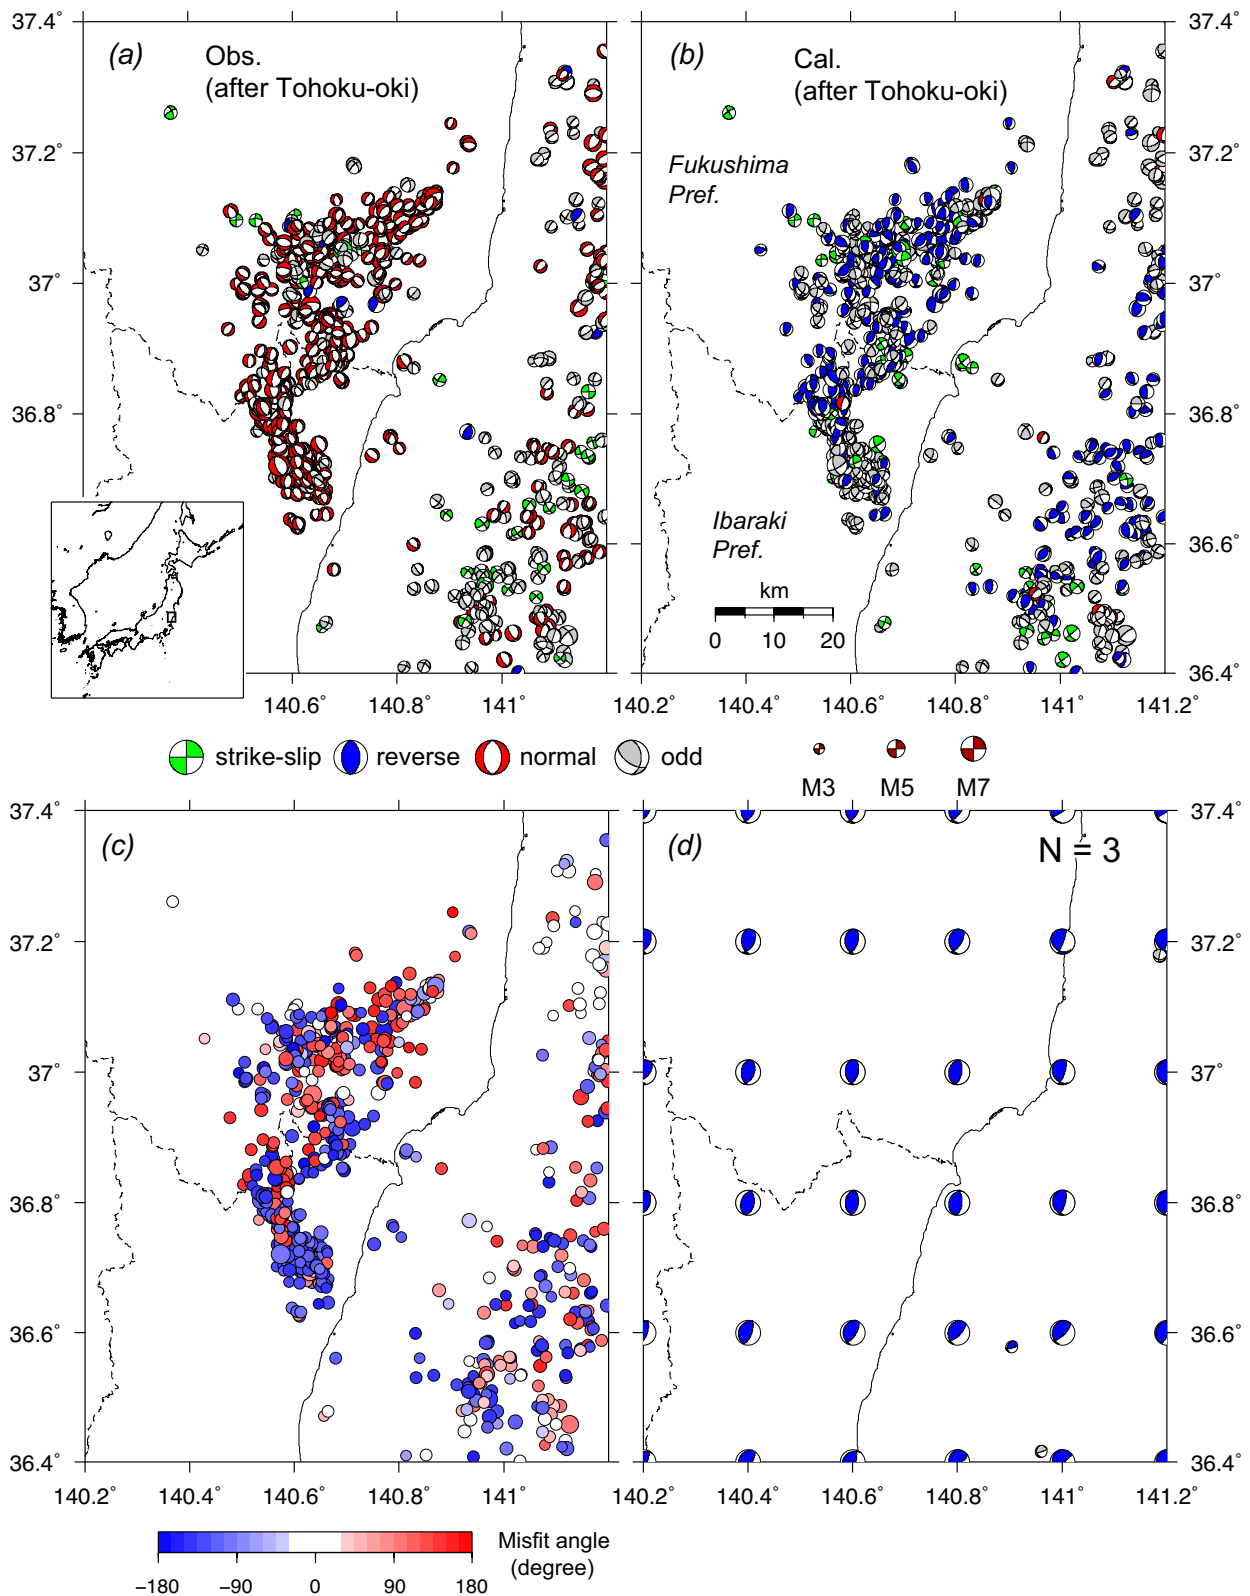 37.4°
(a)
Obs.
(after Tohoku-oki)
(b)
Cal.
(after Tohoku-oki)
37.4°
37.2°
Fukushima
Pref.
37.2°
37°
37°
36.8°
36.8°
Ibaraki
Pref.
36.6°
km
0 10 20
36.4°
140.6° 140.8° 141°
140.2° 140.4° 140.6° 140.8° 141° 141.2°
strike-slip reverse normal odd
M3 M5 M7
37.4°
(c)
(d)
N = 3
37.4°
37.2°
37.2°
37°
37°
36.8°
36.8°
36.6°
36.6°
36.4°
36.4°
140.2° 140.4° 140.6° 140.8° 141°
140.2° 140.4° 140.6° 140.8° 141° 141.2°
Misfit angle
(degree)
−180 −90 0 90 180